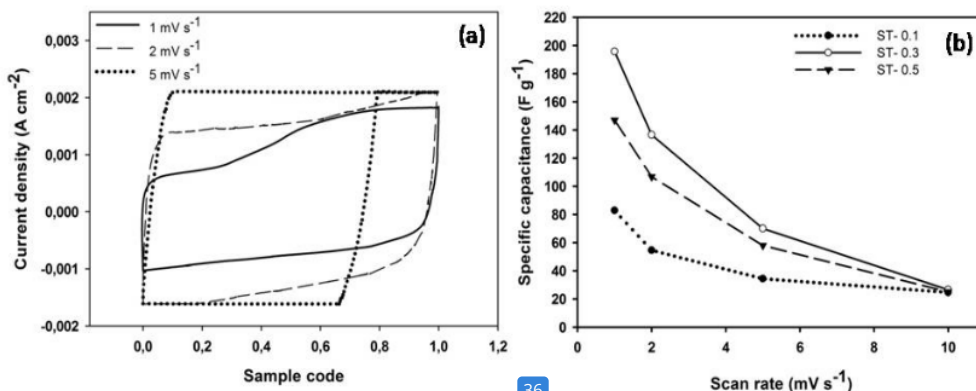 (a)
1 mV s⁻¹
2 mV s⁻¹
5 mV s⁻¹
Current density (A cm⁻²)
0,003
0,002
0,001
0,000
-0,001
-0,002
0,0 0,2 0,4 0,6 0,8 1,0 1,2
Sample code
(b)
ST- 0.1
ST- 0.3
ST- 0.5
Specific capacitance (F g⁻¹)
220
200
180
160
140
120
100
80
60
40
20
0
0 2 4 6 8 10
Scan rate (mV s⁻¹)
36